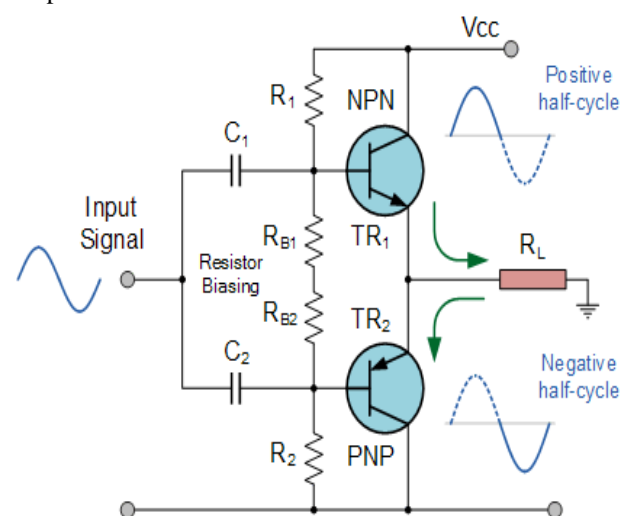 Vcc
Positive
half-cycle
R1
NPN
C1
Input
Signal
TR1
RL
RB1
Resistor
Biasing
RB2
TR2
C2
Negative
half-cycle
R2
PNP